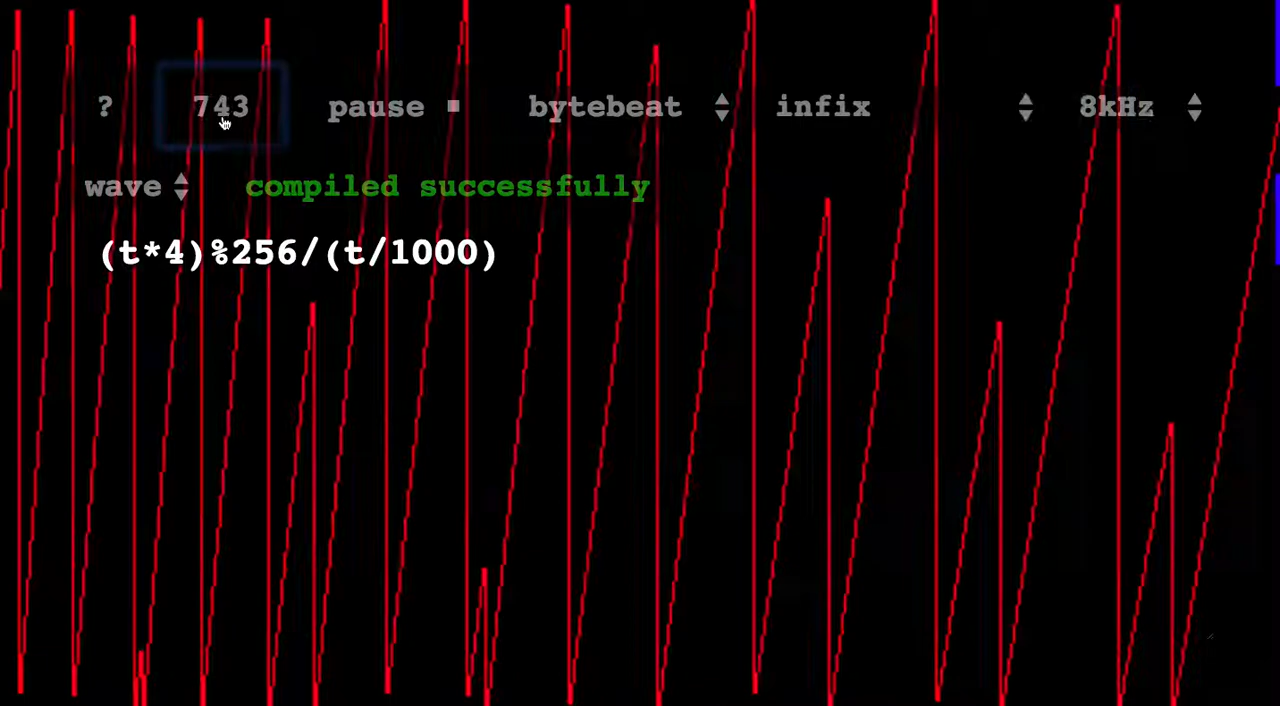 ? 743 pause bytebeat infix 8kHz
wave compiled successfully
(t*4)%256/(t/1000)